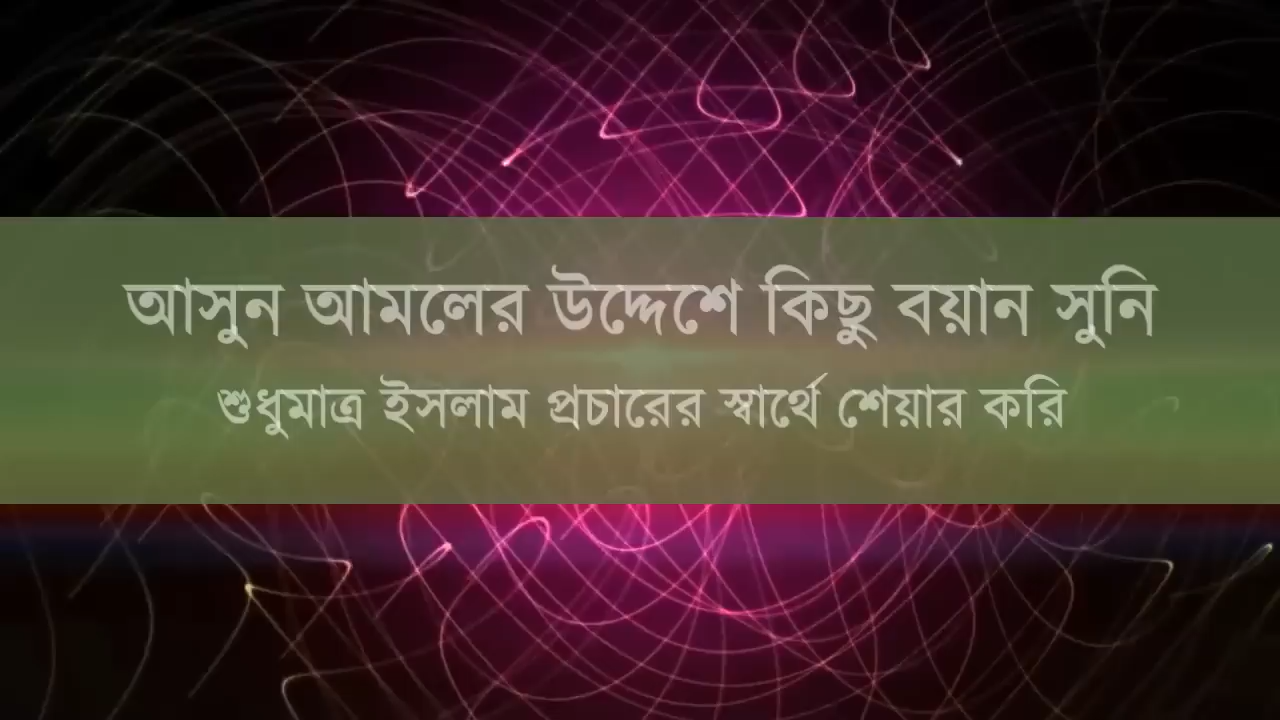 আসুন আমলের উদ্দেশে কিছু বয়ান সুনি
শুধুমাত্র ইসলাম প্রচারের স্বার্থে শেয়ার করি